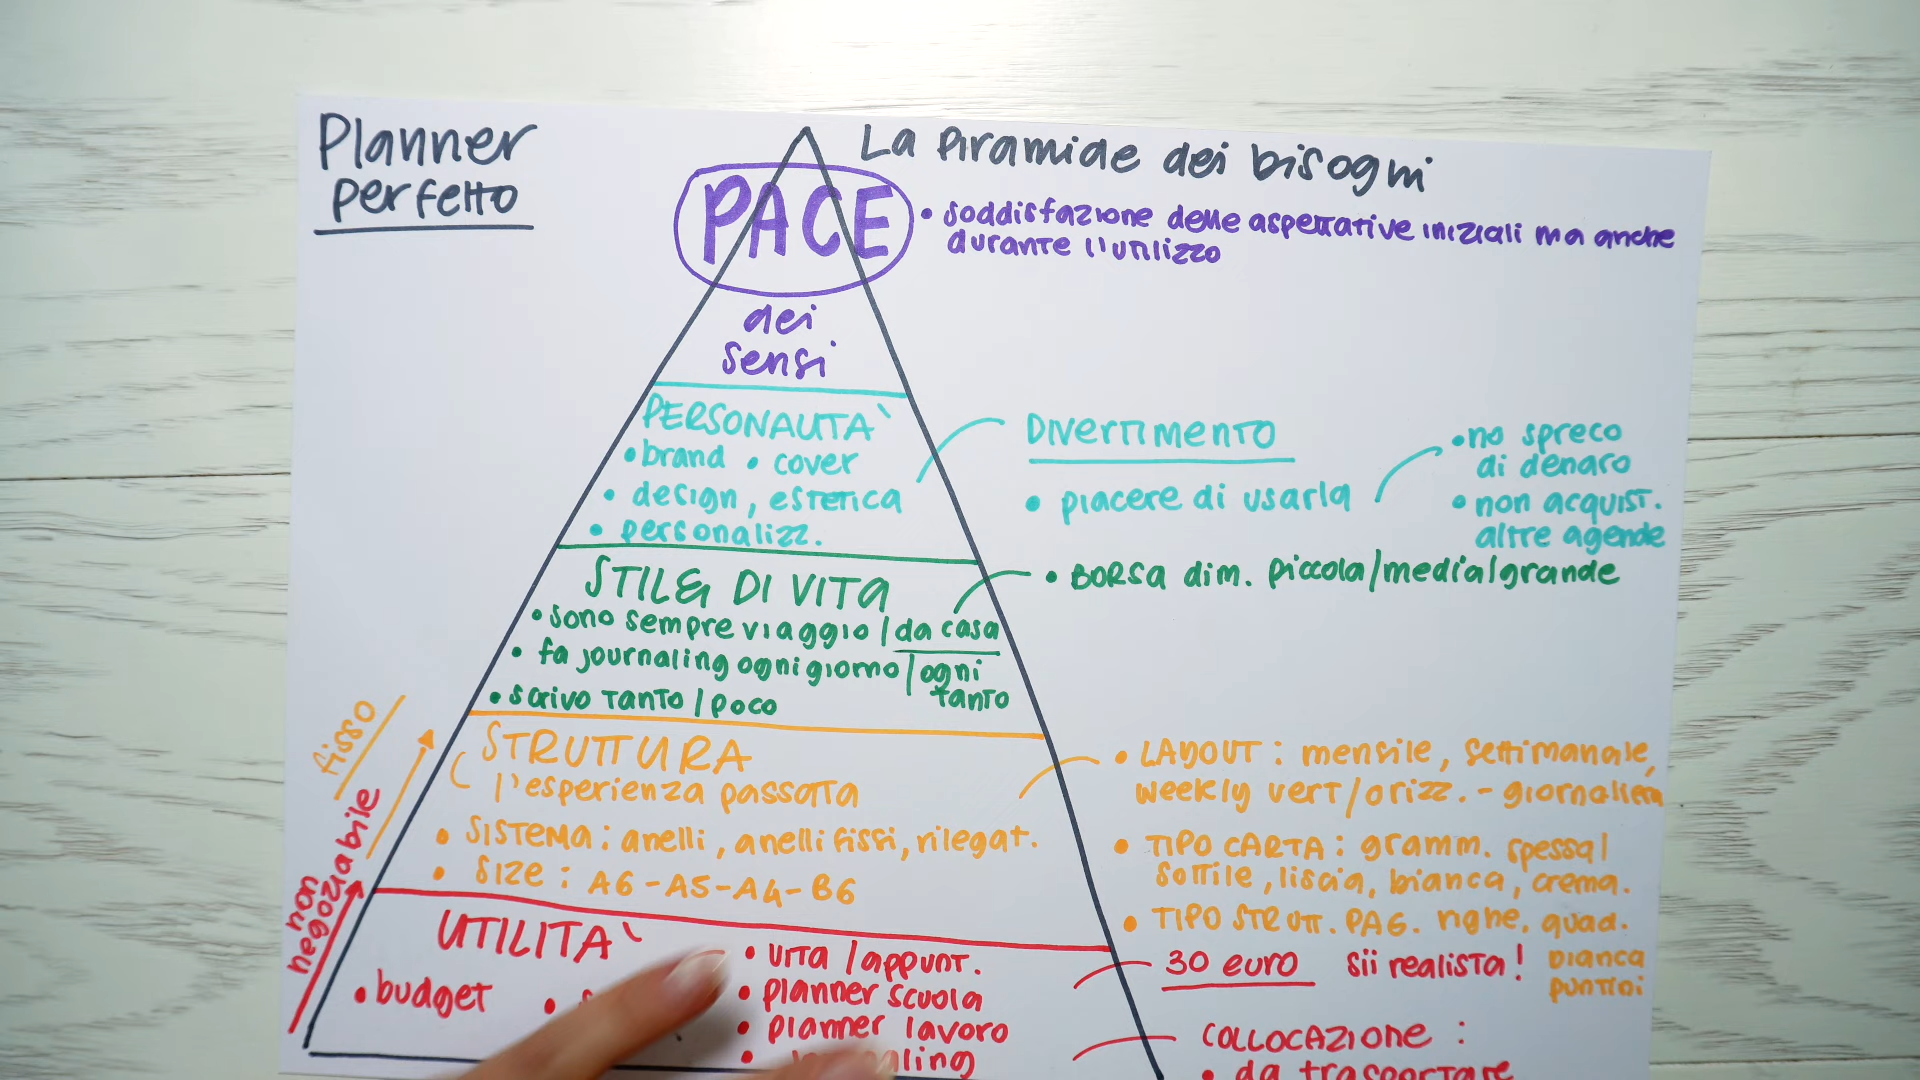 Planner
perfetto
La piramide dei bisogni
PACE
dei
sensi
• soddisfazione delle aspettative iniziali ma anche
durante l'utilizzo
PERSONALITÀ
• brand • cover
• design, estetica
• personalizz.
DIVERTIMENTO
• piacere di usarla
• no spreco
di denaro
• non acquist.
altre agende
STILE DI VITA
• sono sempre viaggio / da casa
• fa journaling ogni giorno / ogni
tanto
• scrivo tanto / poco
• BORSA dim. piccola/media/grande
fisso
STRUTTURA
l'esperienza passata
• SISTEMA: anelli, anelli fissi, rilegat.
• SIZE: A6-A5-A4-B6
• LAYOUT: mensile, settimanale,
weekly vert/orizz. - giornaliera
• TIPO CARTA: gramm. spessa/
sottile, liscia, bianca, crema.
• TIPO STRUTT. PAG. righe, quad.
bianca
puntini
non
negoziabile
UTILITÀ
• budget
• vita/appunt.
• planner scuola
• planner lavoro
30 euro sii realista!
COLLOCAZIONE:
• da trasportare